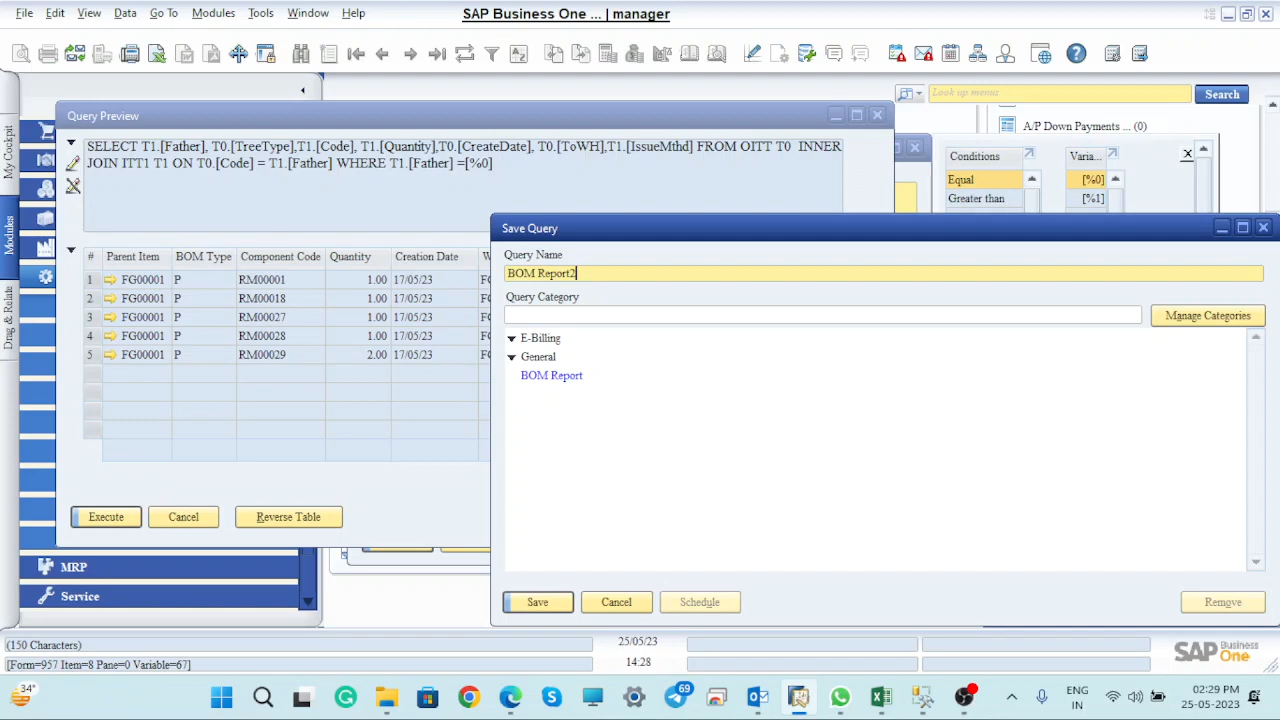 File Edit View Data Go To Modules Tools Window Help
SAP Business One ... | manager
Look up menu
Search
My Cockpit
Modules
Drag & Relate
A/P Down Payments ... (0)
Query Preview
SELECT T1.[Father], T0.[TreeType],T1.[Code], T1.[Quantity],T0.[CreateDate], T0.[ToWH],T1.[IssueMthd] FROM OITT T0 INNER
JOIN ITT1 T1 ON T0.[Code] = T1.[Father] WHERE T1.[Father] =[%0]
Conditions Varia...
Equal [%0]
Greater than [%1]
# Parent Item BOM Type Component Code Quantity Creation Date W
1 FG00001 P RM00001 1.00 17/05/23 FG
2 FG00001 P RM00018 1.00 17/05/23 FG
3 FG00001 P RM00027 1.00 17/05/23 FG
4 FG00001 P RM00028 1.00 17/05/23 FG
5 FG00001 P RM00029 2.00 17/05/23 FG
Execute Cancel Reverse Table
Save Query
Query Name
BOM Report2
Query Category
Manage Categories
E-Billing
General
BOM Report
Save Cancel Schedule Remove
MRP
Service
(150 Characters)
25/05/23
[Form=957 Item=8 Pane=0 Variable=67]
14:28
SAP Business One
34°
69
ENG
IN
02:29 PM
25-05-2023